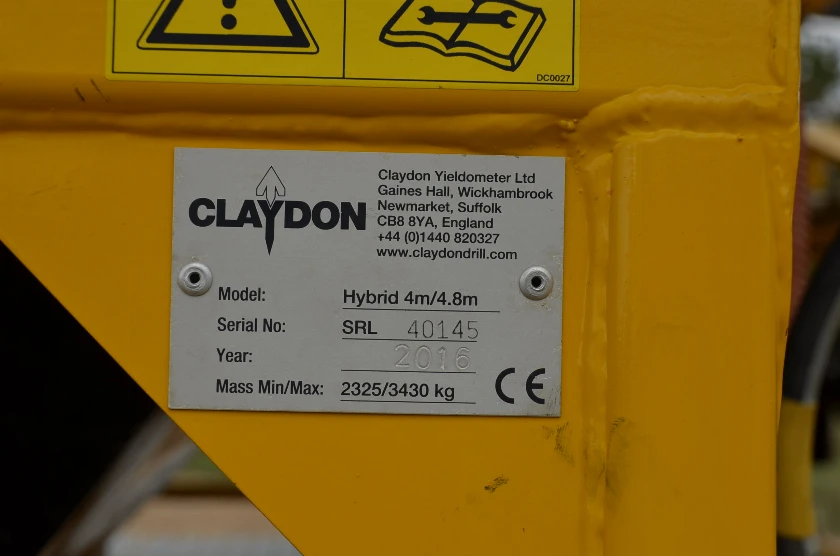 DC0027
CLAYDON
Claydon Yieldometer Ltd
Gaines Hall, Wickhambrook
Newmarket, Suffolk
CB8 8YA, England
+44 (0)1440 820327
www.claydondrill.com
Model: Hybrid 4m/4.8m
Serial No: SRL 40145
Year: 2016
Mass Min/Max: 2325/3430 kg CE